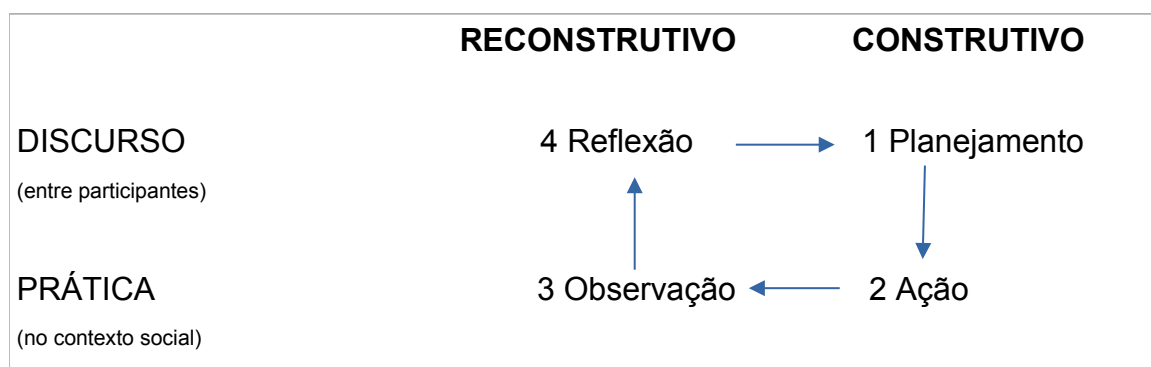 RECONSTRUTIVO CONSTRUTIVO
DISCURSO 4 Reflexão 1 Planejamento
(entre participantes)
PRÁTICA 3 Observação 2 Ação
(no contexto social)